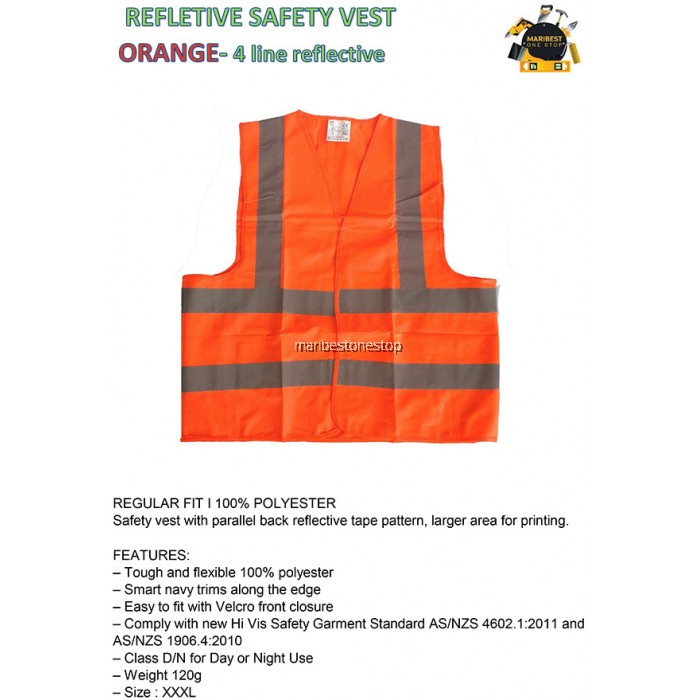 REFLETIVE SAFETY VEST
ORANGE- 4 line reflective
MARIBEST
ONE STOP
maribestonestop
REGULAR FIT I 100% POLYESTER
Safety vest with parallel back reflective tape pattern, larger area for printing.
FEATURES:
– Tough and flexible 100% polyester
– Smart navy trims along the edge
– Easy to fit with Velcro front closure
– Comply with new Hi Vis Safety Garment Standard AS/NZS 4602.1:2011 and
AS/NZS 1906.4:2010
– Class D/N for Day or Night Use
– Weight 120g
– Size : XXXL